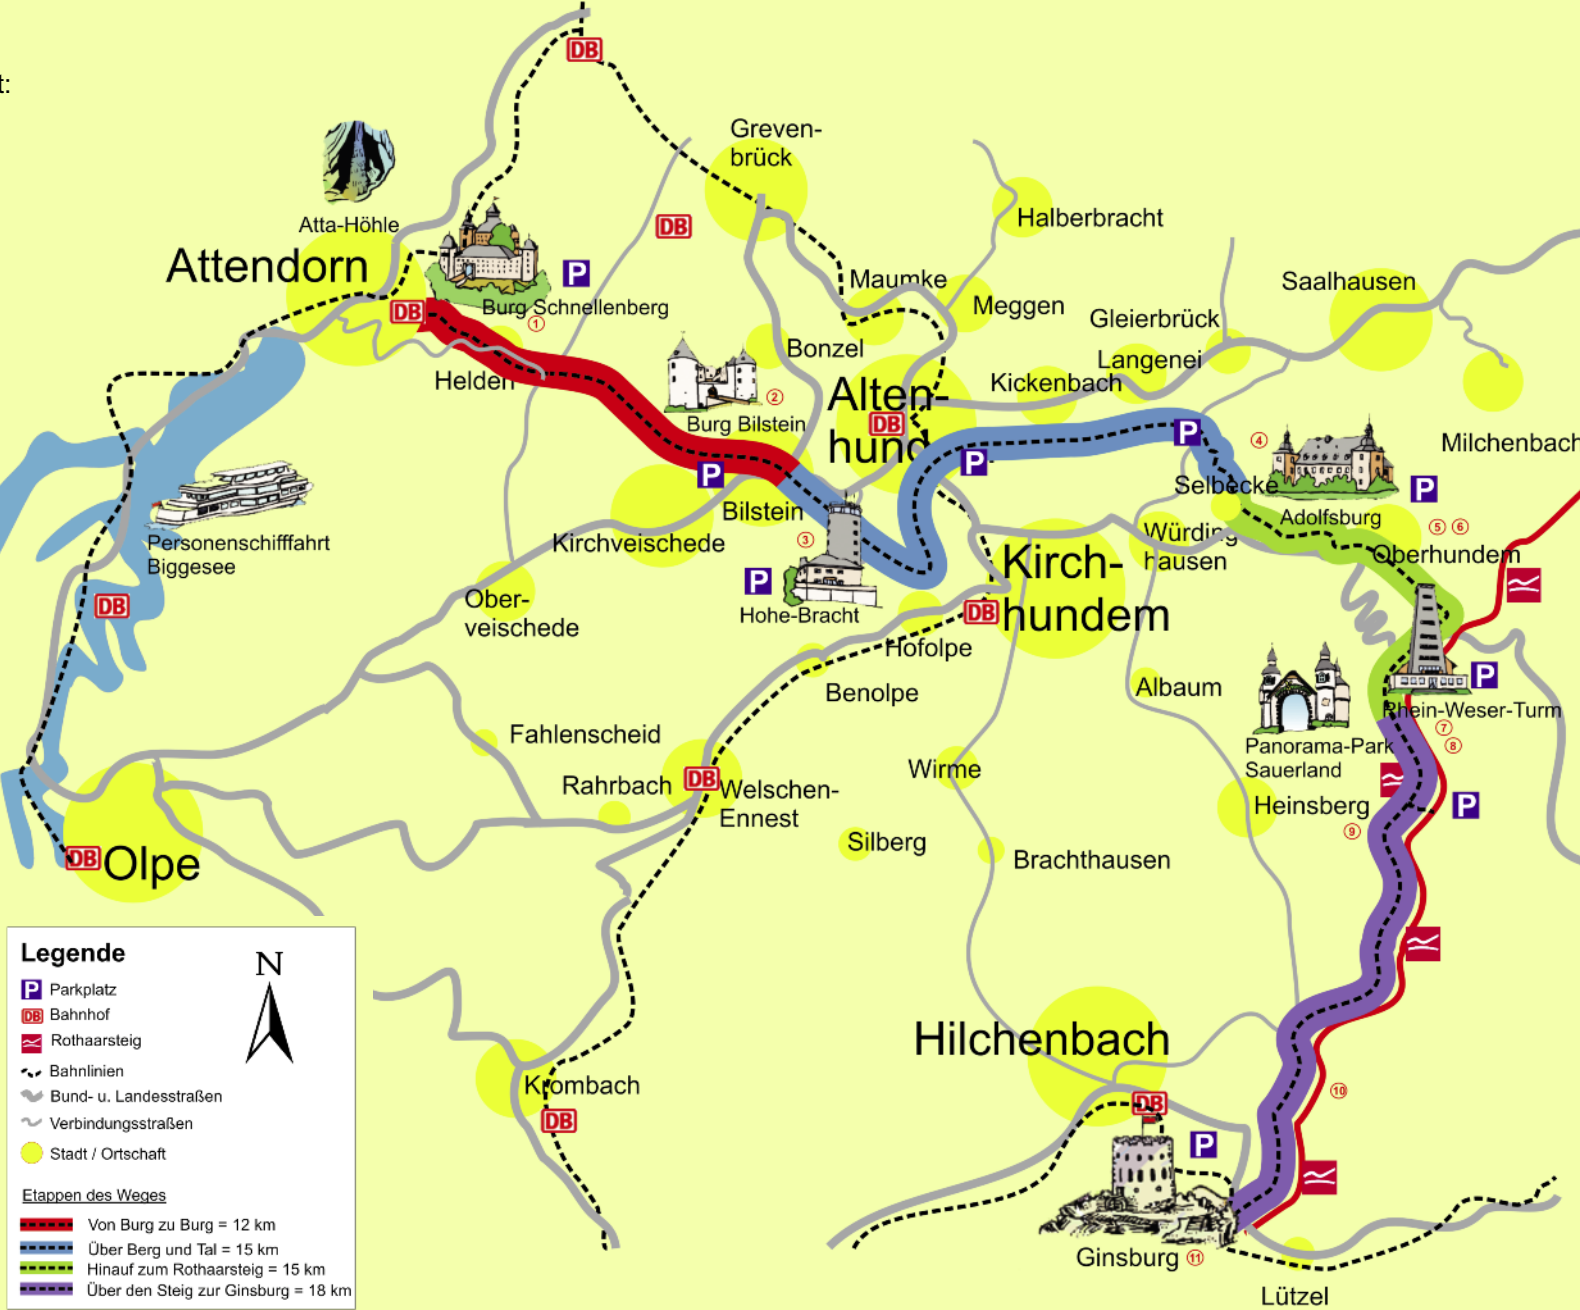 t:
DB
Greven-
brück
Atta-Höhle
DB
Halberbracht
Attendorn
P
Burg Schnellenberg
DB
1
Maumke
Meggen
Saalhausen
Gleierbrück
Bonzel
Langenei
Helden
Kickenbach
2
Burg Bilstein
Alten-
DB
hund
P
P
P
4
Milchenbach
Selbecke
P
Bilstein
Adolfsburg
5 6
Kirchveischede
3
Würding
hausen
Oberhundem
Personenschifffahrt
Biggesee
P
Hohe-Bracht
Kirch-
hundem
DB
DB
Ober-
veischede
Hofolpe
Benolpe
Albaum
P
Rhein-Weser-Turm
7
8
Panorama-Park
Sauerland
Fahlenscheid
Rahrbach
DB
Welschen-
Ennest
Wirme
Heinsberg
P
9
Silberg
Brachthausen
DB
Olpe
Legende
N
P Parkplatz
DB Bahnhof
Rothaarsteig
Bahnlinien
Bund- u. Landesstraßen
Verbindungsstraßen
Stadt / Ortschaft
Etappen des Weges
Von Burg zu Burg = 12 km
Über Berg und Tal = 15 km
Hinauf zum Rothaarsteig = 15 km
Über den Steig zur Ginsburg = 18 km
Hilchenbach
Krombach
DB
DB
10
P
Ginsburg 11
Lützel